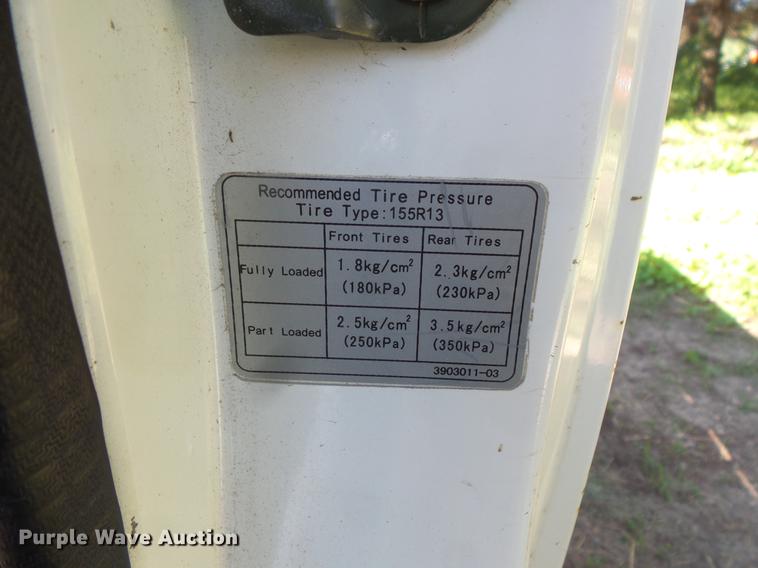 Recommended Tire Pressure
Tire Type:155R13
Front Tires Rear Tires
Fully Loaded 1.8kg/cm² 2.3kg/cm²
(180kPa) (230kPa)
Part Loaded 2.5kg/cm² 3.5kg/cm²
(250kPa) (350kPa)
3903011-03
Purple Wave Auction